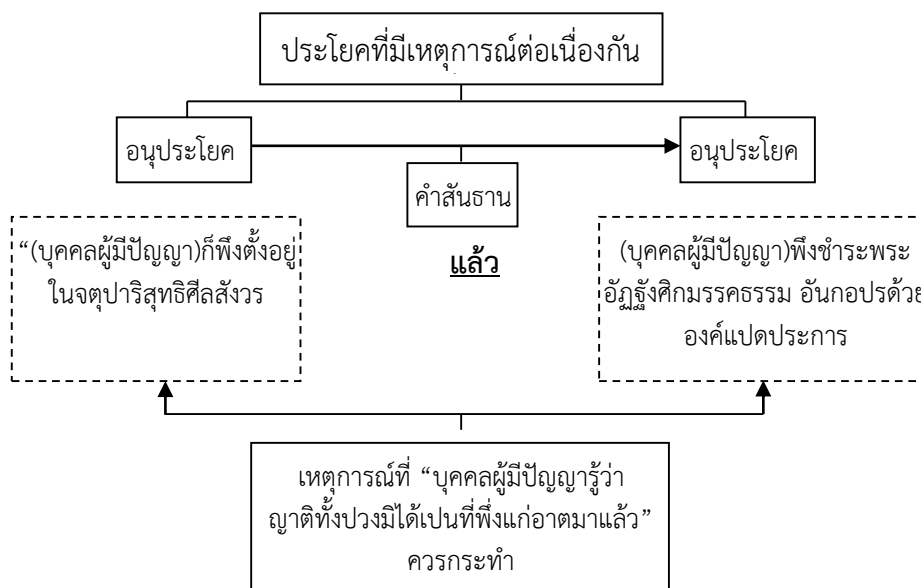 ประโยคที่มีเหตุการณ์ต่อเนื่องกัน
อนุประโยค
อนุประโยค
คำสันธาน
แล้ว
“(บุคคลผู้มีปัญญา)ก็พึงตั้งอยู่
ในจตุปาริสุทธิศีลสังวร
(บุคคลผู้มีปัญญา)พึงชำระพระ
อัฏฐังศิกมรรคธรรม อันกอปรด้วย
องค์แปดประการ
เหตุการณ์ที่ “บุคคลผู้มีปัญญารู้ว่า
ญาติทั้งปวงมิได้เปนที่พึ่งแก่อาตมาแล้ว”
ควรกระทำ